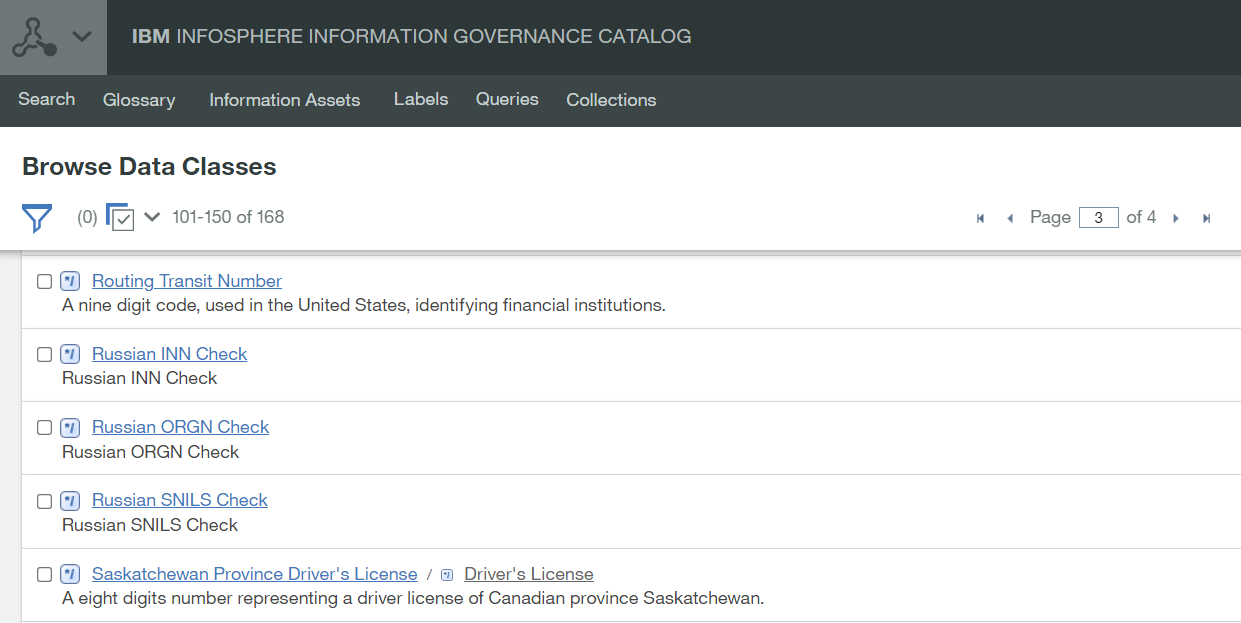 IBM INFOSPHERE INFORMATION GOVERNANCE CATALOG
Search Glossary Information Assets Labels Queries Collections
Browse Data Classes
(0) 101-150 of 168 Page 3 of 4
Routing Transit Number
A nine digit code, used in the United States, identifying financial institutions.
Russian INN Check
Russian INN Check
Russian ORGN Check
Russian ORGN Check
Russian SNILS Check
Russian SNILS Check
Saskatchewan Province Driver's License / Driver's License
A eight digits number representing a driver license of Canadian province Saskatchewan.